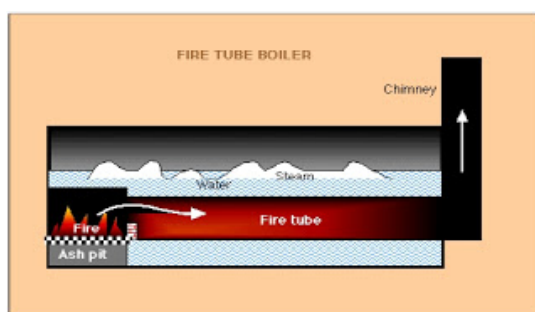 FIRE TUBE BOILER
Chimney
Steam
Water
Fire
Fire tube
Ash pit